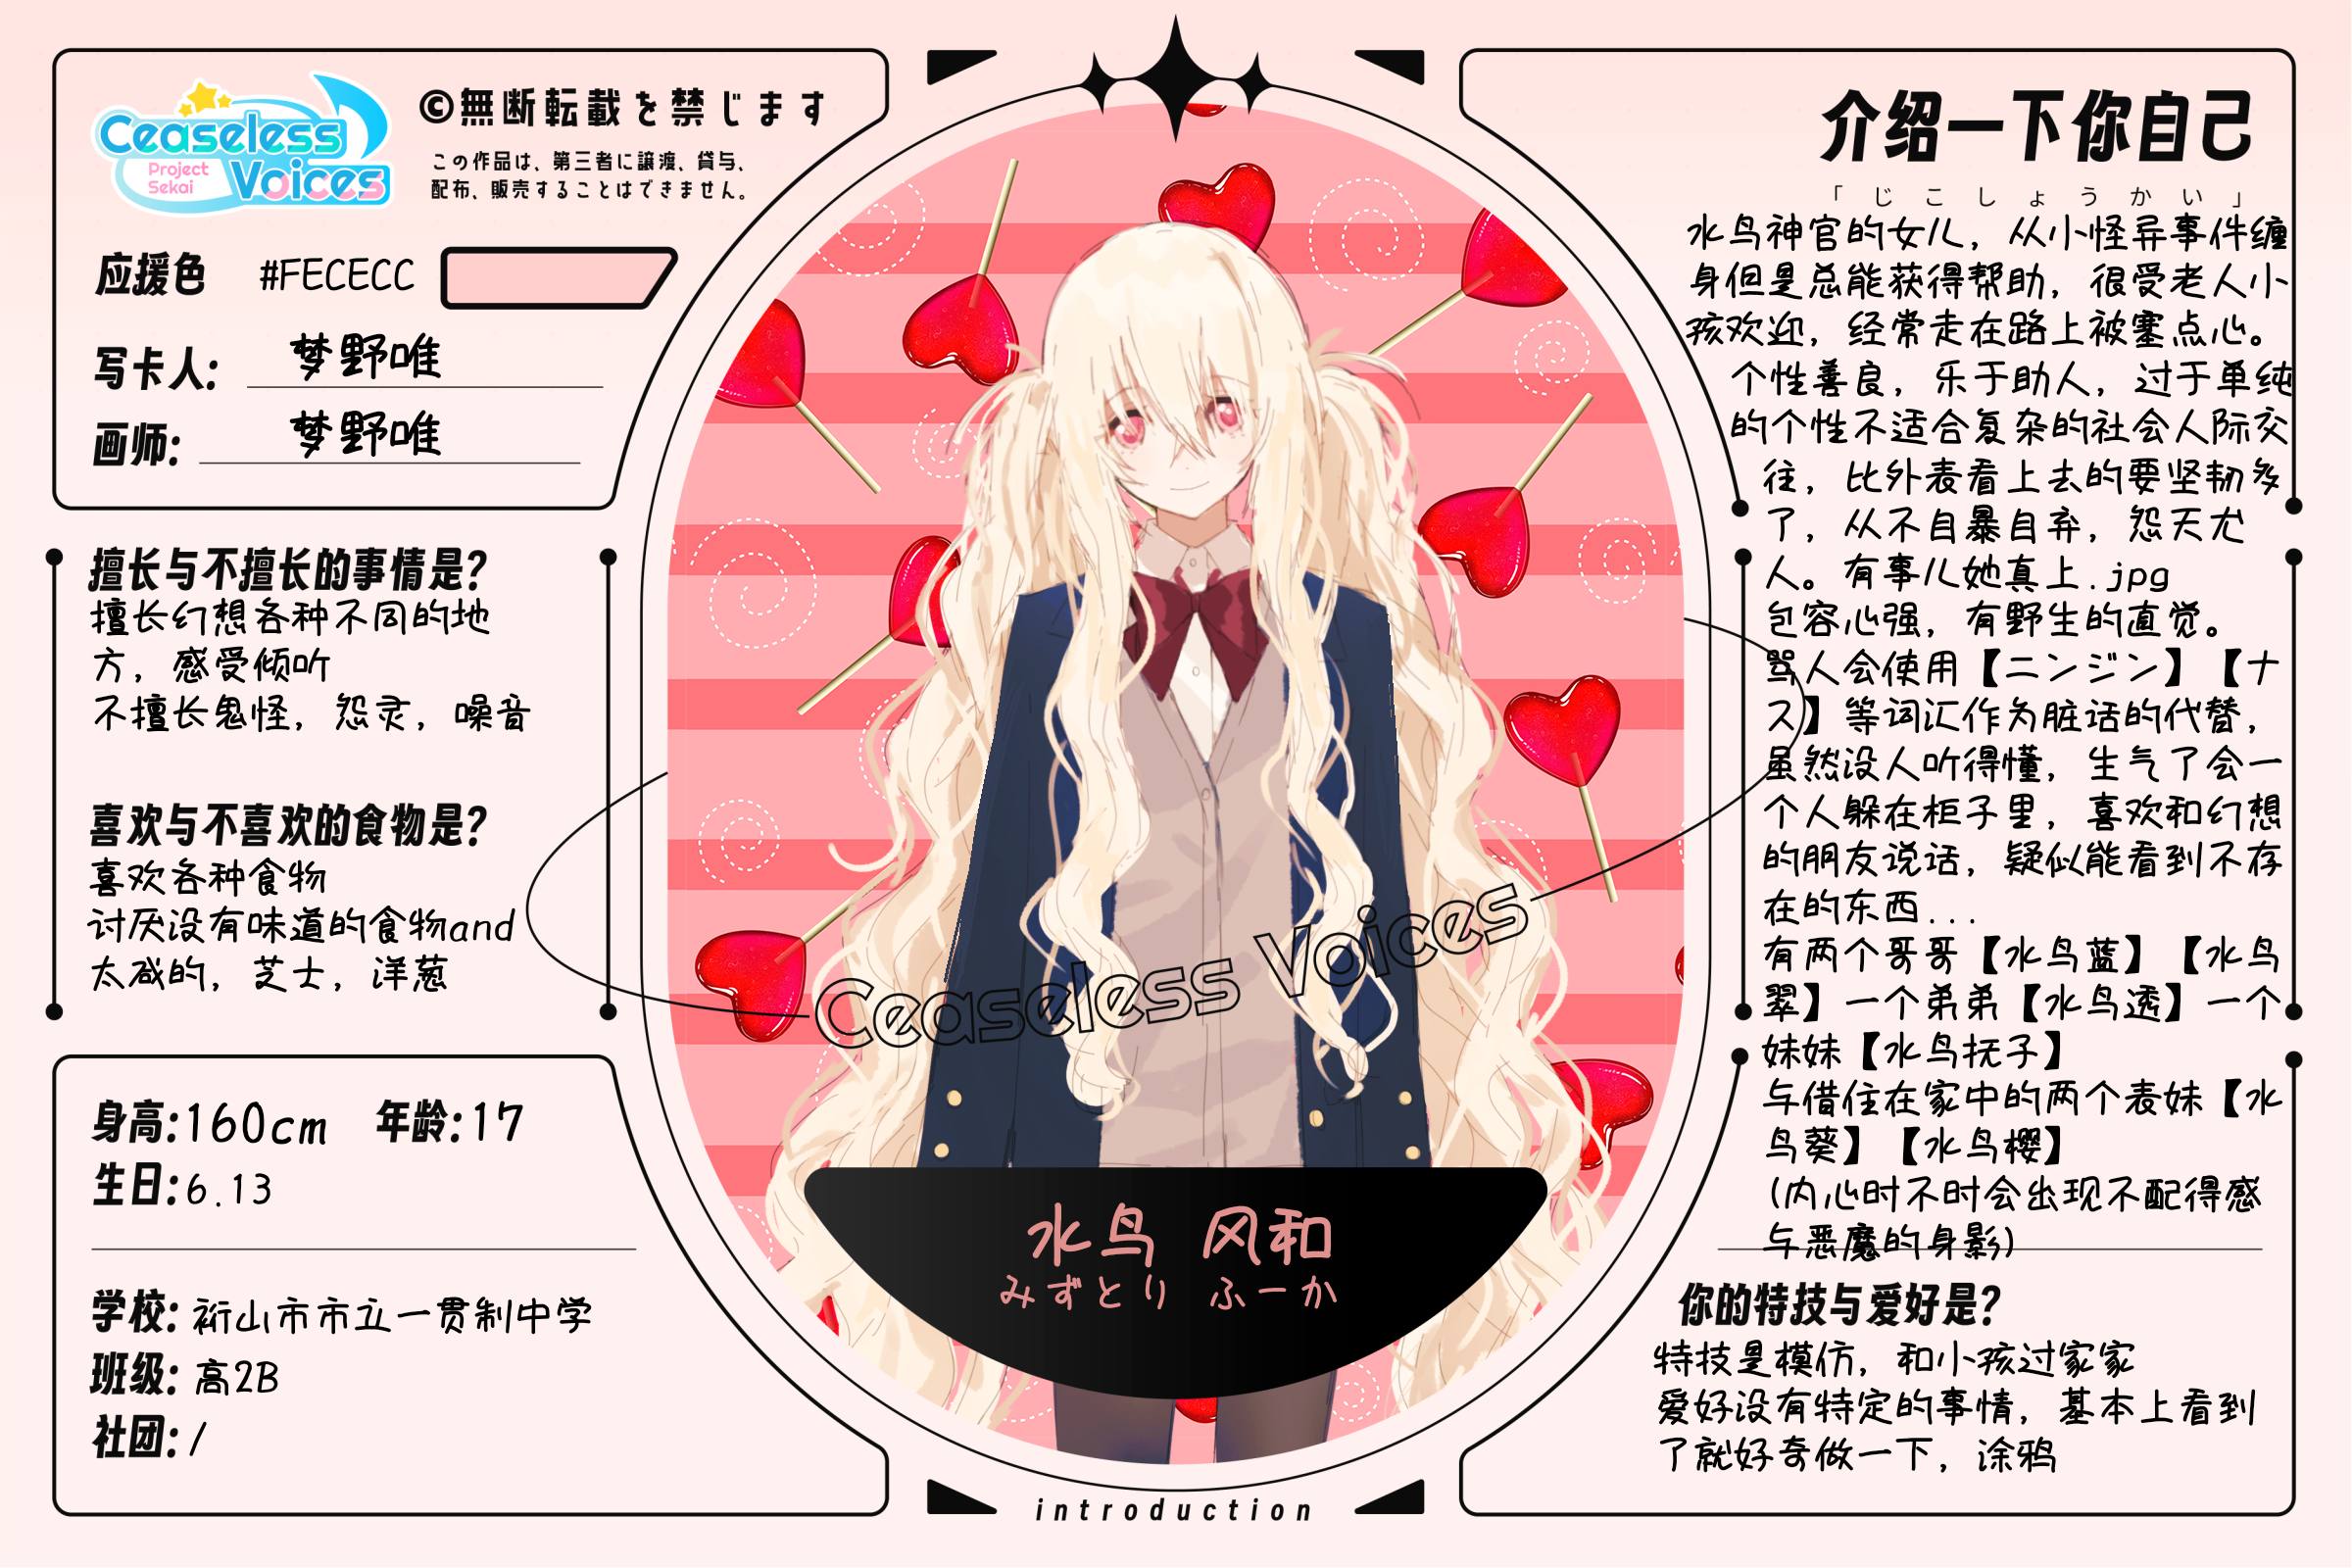 Ceaseless
Voices
Project
Sekai
©無断転載を禁じます
この作品は、第三者に譲渡、貸与、
配布、販売することはできません。
应援色 #FECECC
写卡人: 梦野唯
画师: 梦野唯
擅长与不擅长的事情是?
擅长幻想各种不同的地
方，感受倾听
不擅长鬼怪，怨灵，噪音
喜欢与不喜欢的食物是?
喜欢各种食物
讨厌没有味道的食物and
太咸的，芝士，洋葱
身高:160cm 年龄:17
生日:6.13
学校: 裄山市市立一贯制中学
班级: 高2B
社团: /
Ceaseless Voices
水鸟 风和
みずとり ふーか
introduction
介绍一下你自己
「じこしょうかい」
水鸟神官的女儿，从小怪异事件缠
身但是总能获得帮助，很受老人小
孩欢迎，经常走在路上被塞点心。
个性善良，乐于助人，过于单纯
的个性不适合复杂的社会人际交
往，比外表看上去的要坚韧多
了，从不自暴自弃，怨天尤
人。有事儿她真上.jpg
包容心强，有野生的直觉。
骂人会使用【ニンジン】【ナ
ス】等词汇作为脏话的代替，
虽然没人听得懂，生气了会一
个人躲在柜子里，喜欢和幻想
的朋友说话，疑似能看到不存
在的东西...
有两个哥哥【水鸟蓝】【水鸟
翠】一个弟弟【水鸟透】一个
妹妹【水鸟抚子】
与借住在家中的两个表妹【水
鸟葵】【水鸟樱】
(内心时不时会出现不配得感
与恶魔的身影)
你的特技与爱好是?
特技是模仿，和小孩过家家
爱好没有特定的事情，基本上看到
了就好奇做一下，涂鸦